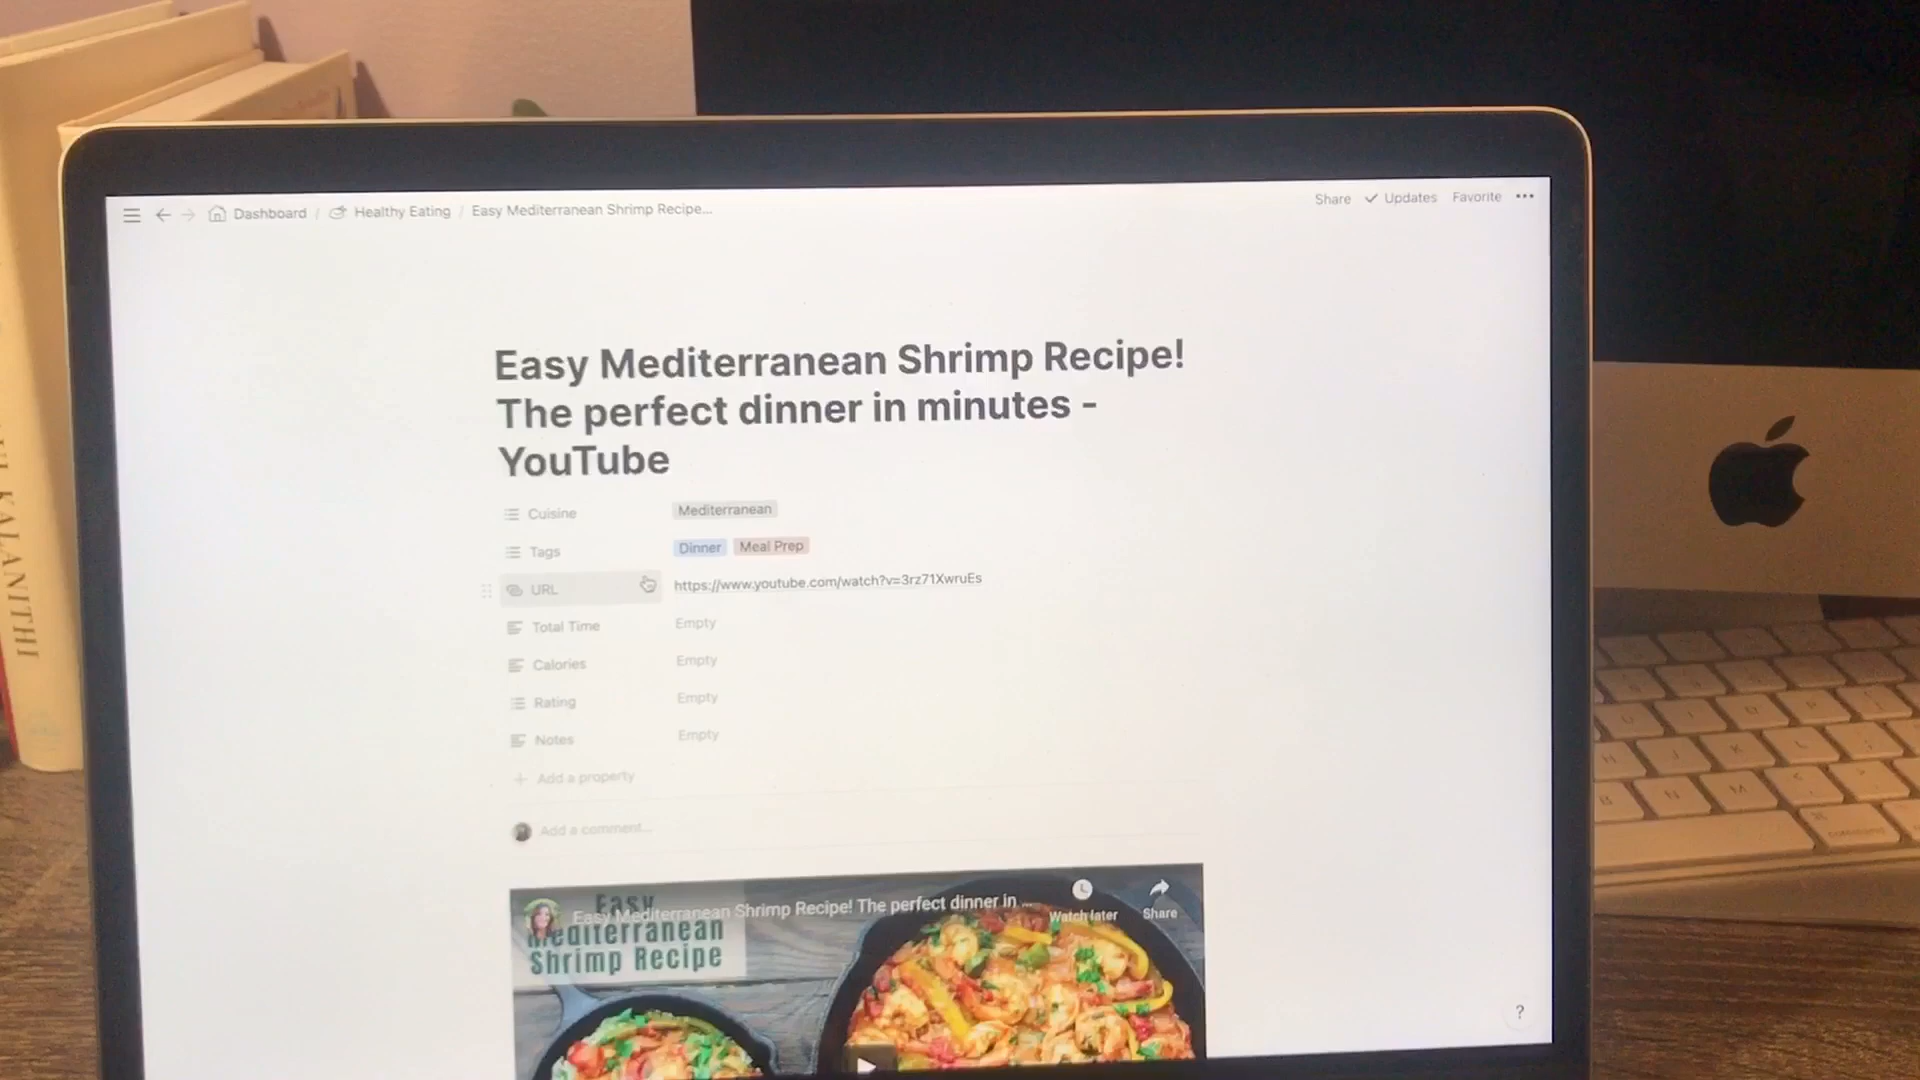 Dashboard / Healthy Eating / Easy Mediterranean Shrimp Recipe...
Share Updates Favorite
Easy Mediterranean Shrimp Recipe!
The perfect dinner in minutes -
YouTube
Cuisine Mediterranean
Tags Dinner Meal Prep
URL https://www.youtube.com/watch?v=3rz71XwruEs
Total Time Empty
Calories Empty
Rating Empty
Notes Empty
+ Add a property
Add a comment...
Easy Mediterranean Shrimp Recipe! The perfect dinner in ...
Watch later Share
Easy
Mediterranean
Shrimp Recipe
?
KALANITHI
command